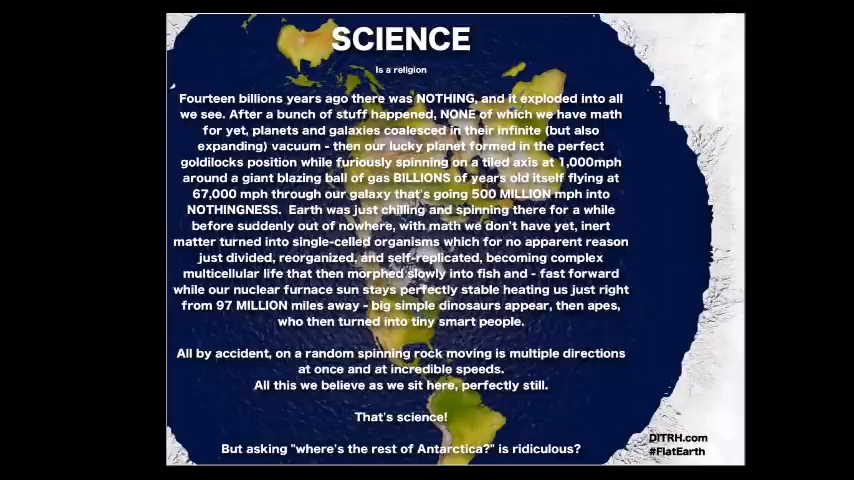 SCIENCE
Is a religion
Fourteen billions years ago there was NOTHING, and it exploded into all
we see. After a bunch of stuff happened, NONE of which we have math
for yet, planets and galaxies coalesced in their infinite (but also
expanding) vacuum - then our lucky planet formed in the perfect
goldilocks position while furiously spinning on a tiled axis at 1,000mph
around a giant blazing ball of gas BILLIONS of years old itself flying at
67,000 mph through our galaxy that's going 500 MILLION mph into
NOTHINGNESS. Earth was just chilling and spinning there for a while
before suddenly out of nowhere, with math we don't have yet, inert
matter turned into single-celled organisms which for no apparent reason
just divided, reorganized, and self-replicated, becoming complex
multicellular life that then morphed slowly into fish and - fast forward
while our nuclear furnace sun stays perfectly stable heating us just right
from 97 MILLION miles away - big simple dinosaurs appear, then apes,
who then turned into tiny smart people.
All by accident, on a random spinning rock moving is multiple directions
at once and at incredible speeds.
All this we believe as we sit here, perfectly still.
That's science!
But asking "where's the rest of Antarctica?" is ridiculous?
DITRH.com
#FlatEarth